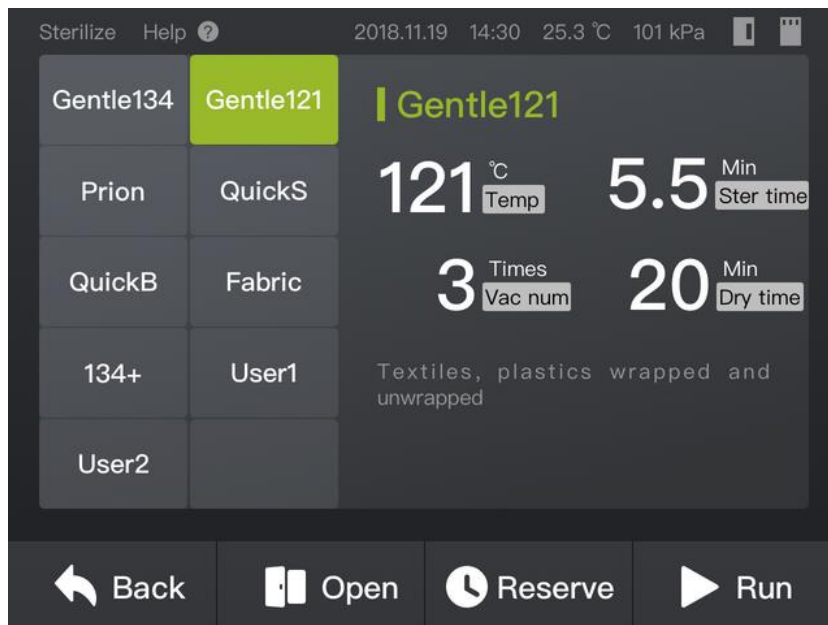 Sterilize Help ? 2018.11.19 14:30 25.3 ℃ 101 kPa
Gentle134 Gentle121
Prion QuickS
QuickB Fabric
134+ User1
User2
Gentle121
121 ℃ Temp
5.5 Min Ster time
3 Times Vac num
20 Min Dry time
Textiles, plastics wrapped and
unwrapped
Back Open Reserve Run